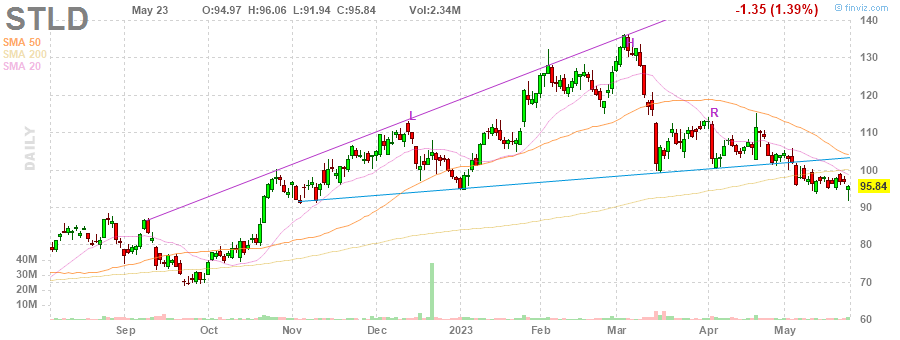 STLD
May 23 O:94.97 H:96.06 L:91.94 C:95.84 Vol:2.34M -1.35 (1.39%)
© finviz.com
SMA 50
SMA 200
SMA 20
DAILY
L
H
R
140
130
120
110
100
95.84
90
80
70
60
40M
30M
20M
10M
Sep Oct Nov Dec 2023 Feb Mar Apr May